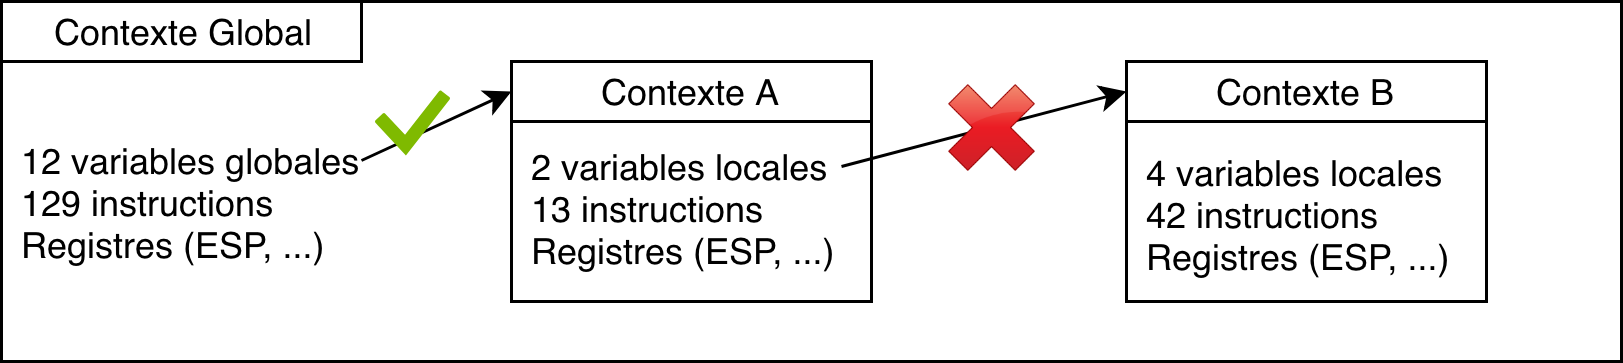 Contexte Global
12 variables globales
129 instructions
Registres (ESP, ...)
Contexte A
2 variables locales
13 instructions
Registres (ESP, ...)
Contexte B
4 variables locales
42 instructions
Registres (ESP, ...)